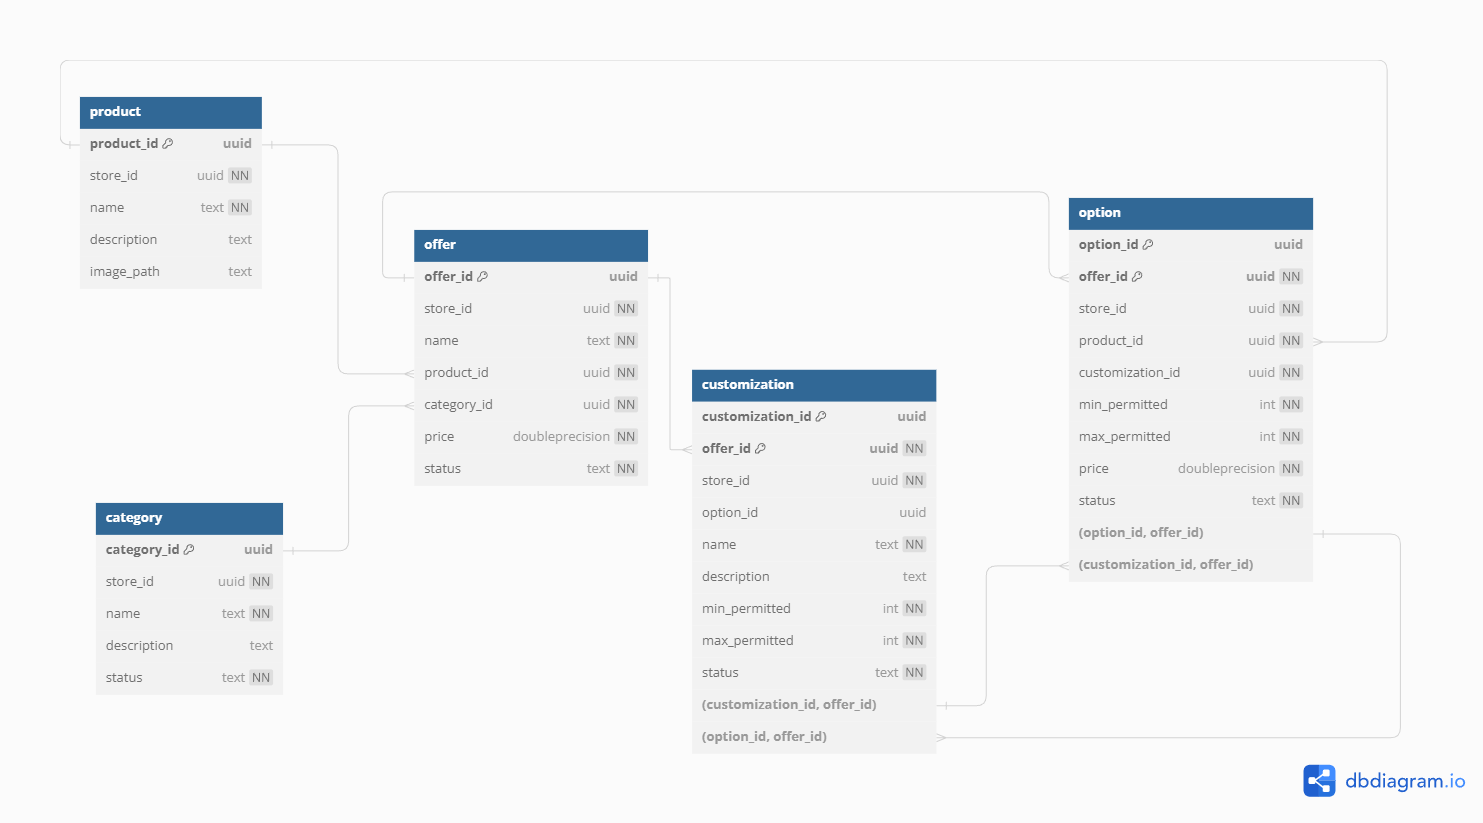 product
product_id uuid
store_id uuid NN
name text NN
description text
image_path text
offer
offer_id uuid
store_id uuid NN
name text NN
product_id uuid NN
category_id uuid NN
price doubleprecision NN
status text NN
option
option_id uuid
offer_id uuid NN
store_id uuid NN
product_id uuid NN
customization_id uuid NN
min_permitted int NN
max_permitted int NN
price doubleprecision NN
status text NN
(option_id, offer_id)
(customization_id, offer_id)
customization
customization_id uuid
offer_id uuid NN
store_id uuid NN
option_id uuid
name text NN
description text
min_permitted int NN
max_permitted int NN
status text NN
(customization_id, offer_id)
(option_id, offer_id)
category
category_id uuid
store_id uuid NN
name text NN
description text
status text NN
dbdiagram.io